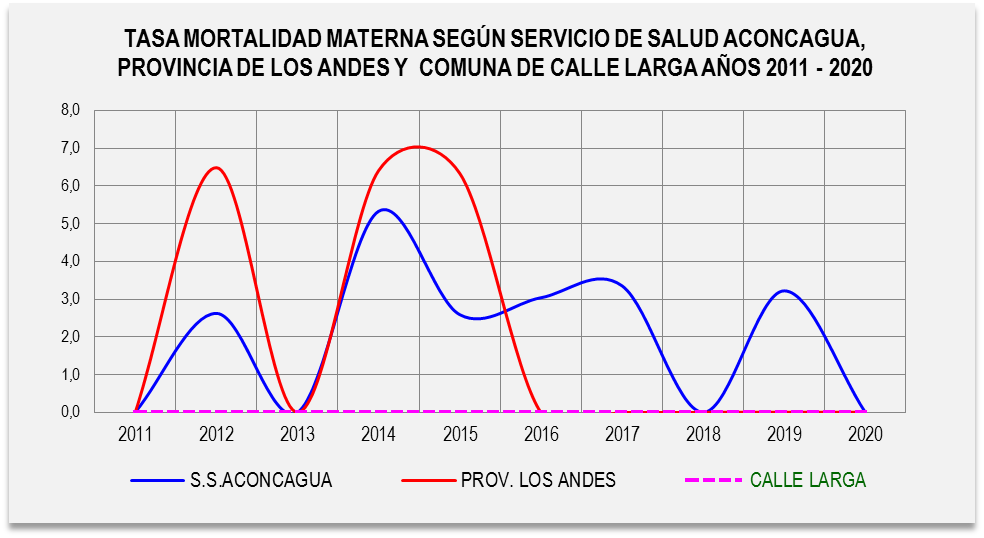 TASA MORTALIDAD MATERNA SEGÚN SERVICIO DE SALUD ACONCAGUA,
PROVINCIA DE LOS ANDES Y COMUNA DE CALLE LARGA AÑOS 2011 - 2020
8,0
7,0
6,0
5,0
4,0
3,0
2,0
1,0
0,0
2011 2012 2013 2014 2015 2016 2017 2018 2019 2020
S.S.ACONCAGUA PROV. LOS ANDES CALLE LARGA